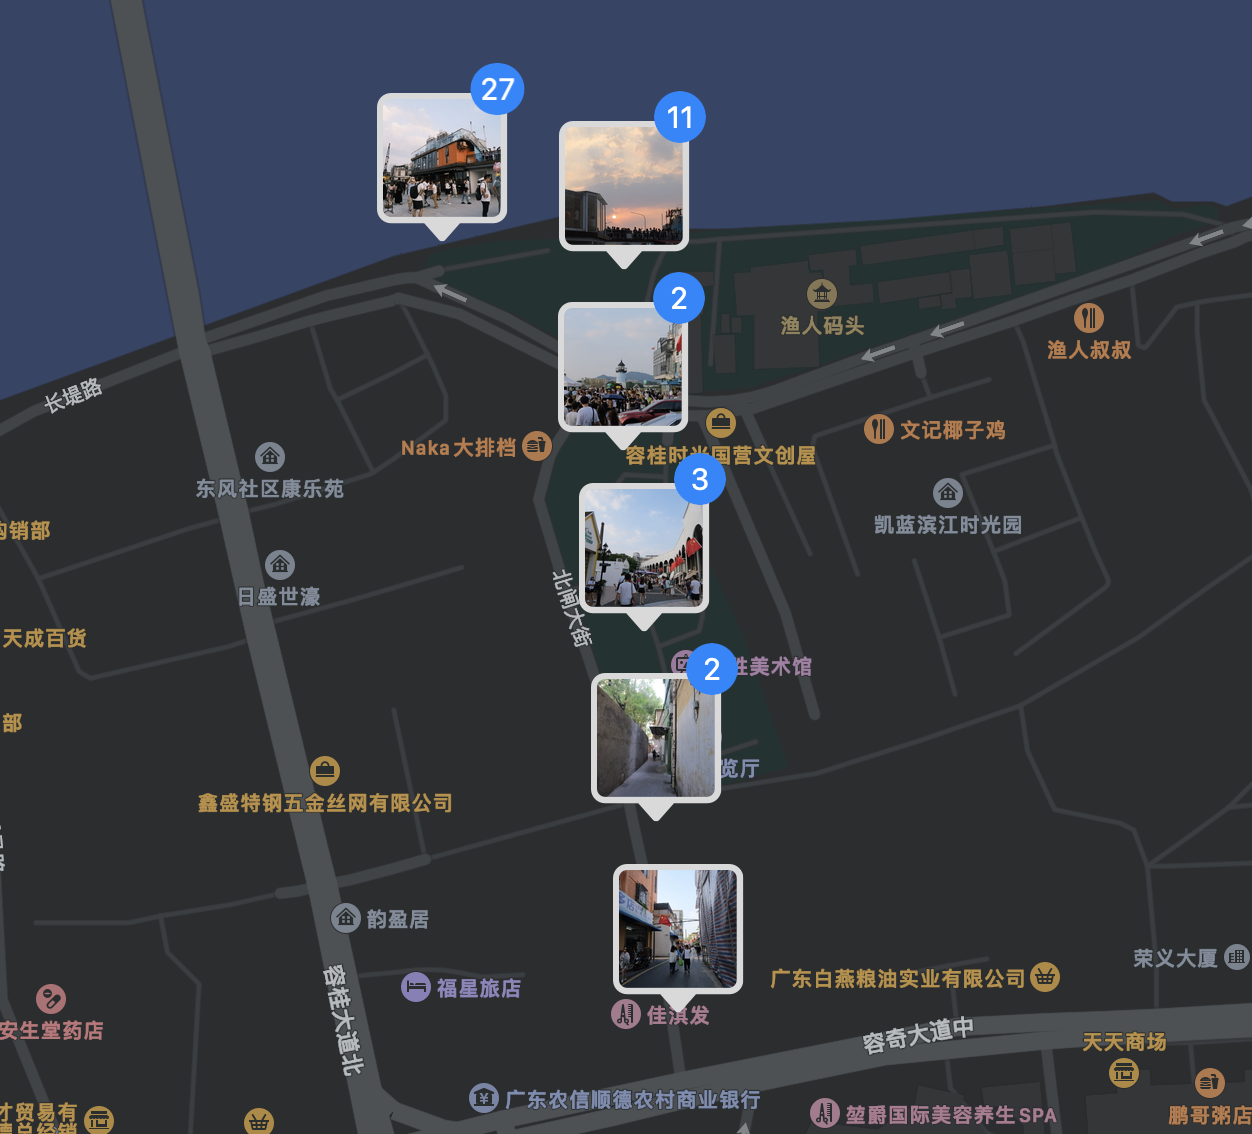 27
11
2
渔人码头
渔人叔叔
长堤路
Naka大排档
容桂时光国营文创屋
文记椰子鸡
东风社区康乐苑
3
凯蓝滨江时光园
购销部
日盛世濠
北闸大街
天成百货
2
胜美术馆
部
览厅
鑫盛特钢五金丝网有限公司
韵盈居
荣义大厦
广东白燕粮油实业有限公司
福星旅店
容桂大道北
佳淇发
安生堂药店
容奇大道中
天天商场
广东农信顺德农村商业银行
堃爵国际美容养生SPA
鹏哥粥店
才贸易有
德总经销